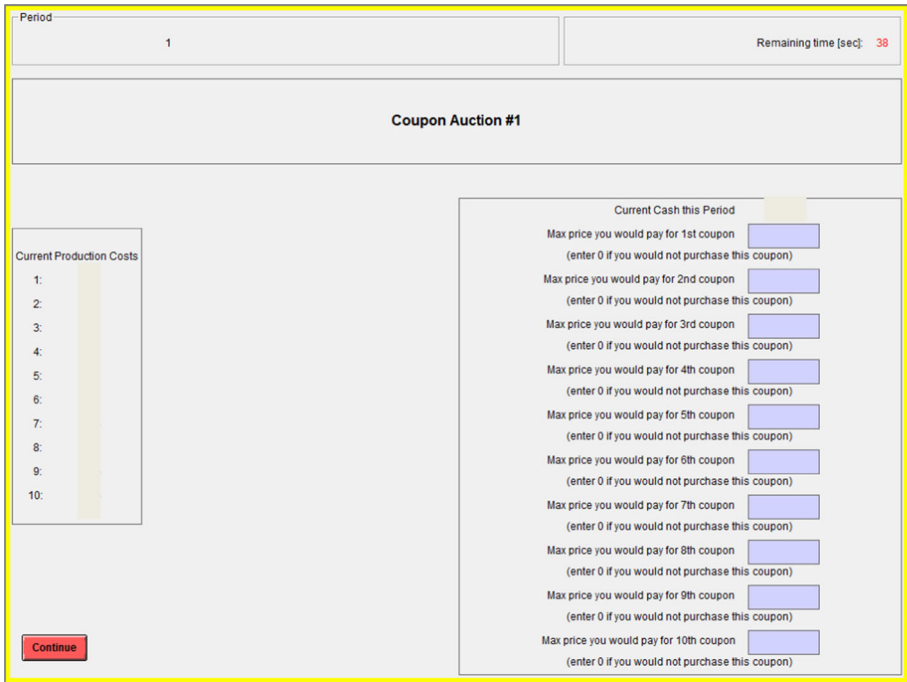 Period
1
Remaining time [sec]: 38
Coupon Auction #1
Current Production Costs
1:
2:
3:
4:
5:
6:
7:
8:
9:
10:
Current Cash this Period
Max price you would pay for 1st coupon
(enter 0 if you would not purchase this coupon)
Max price you would pay for 2nd coupon
(enter 0 if you would not purchase this coupon)
Max price you would pay for 3rd coupon
(enter 0 if you would not purchase this coupon)
Max price you would pay for 4th coupon
(enter 0 if you would not purchase this coupon)
Max price you would pay for 5th coupon
(enter 0 if you would not purchase this coupon)
Max price you would pay for 6th coupon
(enter 0 if you would not purchase this coupon)
Max price you would pay for 7th coupon
(enter 0 if you would not purchase this coupon)
Max price you would pay for 8th coupon
(enter 0 if you would not purchase this coupon)
Max price you would pay for 9th coupon
(enter 0 if you would not purchase this coupon)
Max price you would pay for 10th coupon
(enter 0 if you would not purchase this coupon)
Continue